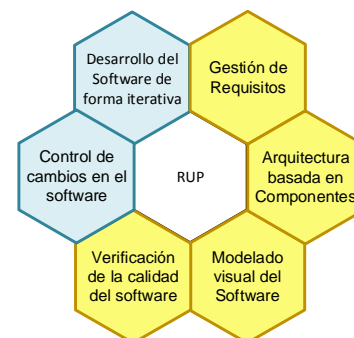 Desarrollo del
Software de
forma iterativa
Gestión de
Requisitos
Control de
cambios en el
software
RUP
Arquitectura
basada en
Componentes
Verificación
de la calidad
del software
Modelado
visual del
Software